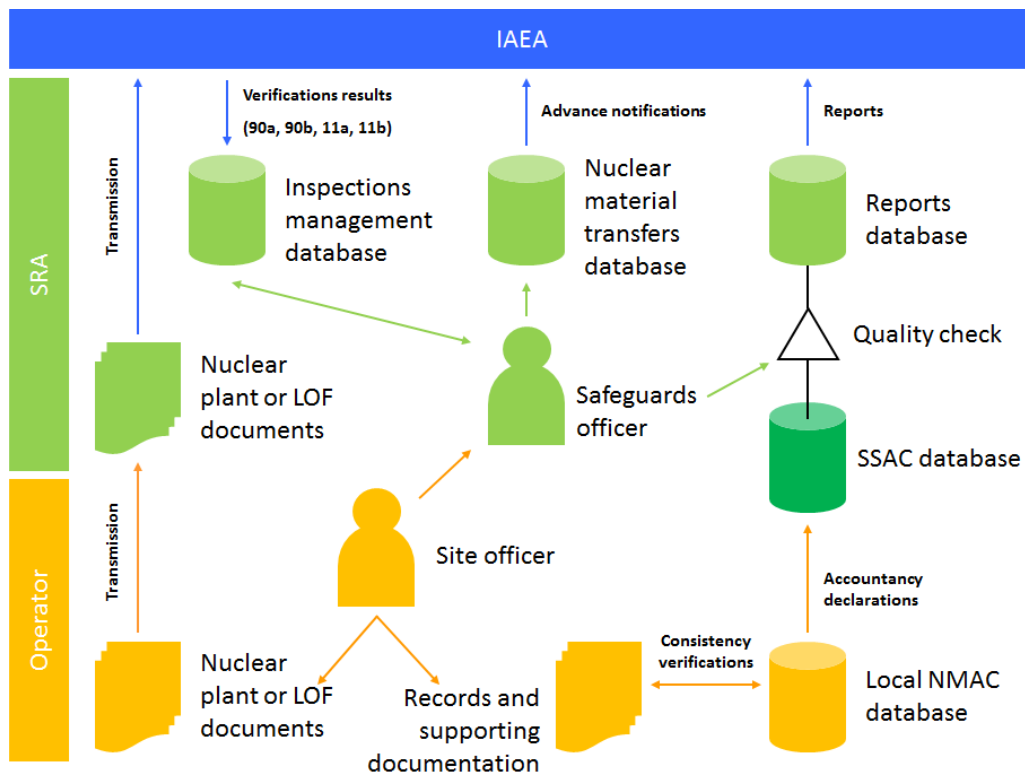 IAEA
SRA
Operator
Transmission
Verifications results
(90a, 90b, 11a, 11b)
Advance notifications
Reports
Inspections
management
database
Nuclear
material
transfers
database
Reports
database
Quality check
Nuclear
plant or LOF
documents
Safeguards
officer
SSAC database
Transmission
Site officer
Accountancy
declarations
Nuclear
plant or LOF
documents
Records and
supporting
documentation
Consistency
verifications
Local NMAC
database